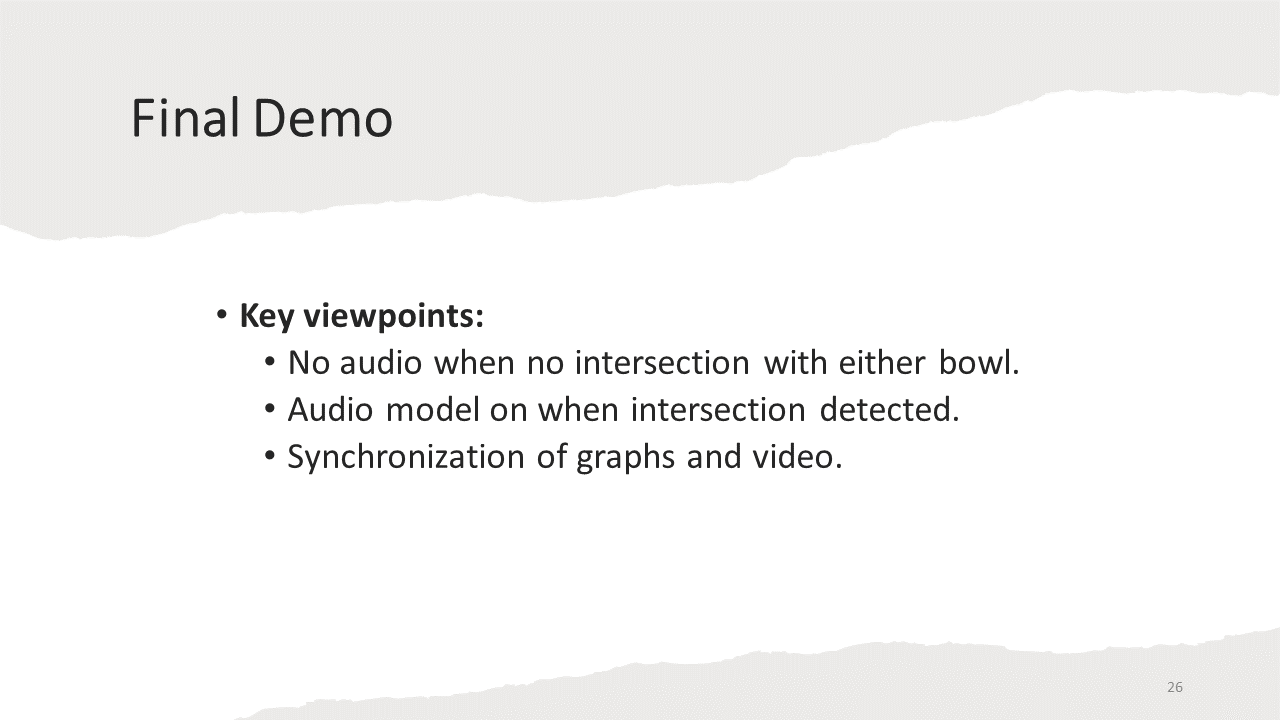 Final Demo
• Key viewpoints:
• No audio when no intersection with either bowl.
• Audio model on when intersection detected.
• Synchronization of graphs and video.
26